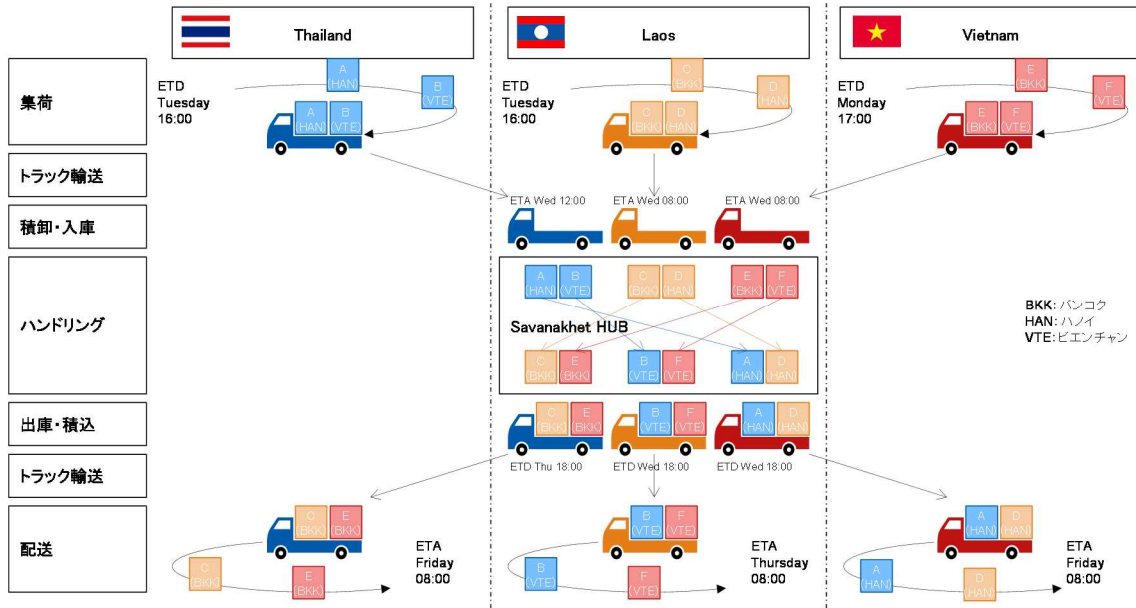 Thailand
Laos
Vietnam
集荷
ETD
Tuesday
16:00
A
(HAN)
B
(VTE)
A
(HAN)
B
(VTE)
ETD
Tuesday
16:00
C
(BKK)
D
(HAN)
C
(BKK)
D
(HAN)
ETD
Monday
17:00
E
(BKK)
F
(VTE)
E
(BKK)
F
(VTE)
トラック輸送
積卸・入庫
ETA Wed 12:00
ETA Wed 08:00
ETA Wed 08:00
ハンドリング
A
(HAN)
B
(VTE)
C
(BKK)
D
(HAN)
E
(BKK)
F
(VTE)
Savanakhet HUB
C
(BKK)
E
(BKK)
B
(VTE)
F
(VTE)
A
(HAN)
D
(HAN)
BKK: バンコク
HAN: ハノイ
VTE: ビエンチャン
出庫・積込
C
(BKK)
E
(BKK)
B
(VTE)
F
(VTE)
A
(HAN)
D
(HAN)
ETD Thu 18:00
ETD Wed 18:00
ETD Wed 18:00
トラック輸送
配送
C
(BKK)
E
(BKK)
C
(BKK)
E
(BKK)
ETA
Friday
08:00
B
(VTE)
F
(VTE)
B
(VTE)
F
(VTE)
ETA
Thursday
08:00
A
(HAN)
D
(HAN)
A
(HAN)
D
(HAN)
ETA
Friday
08:00